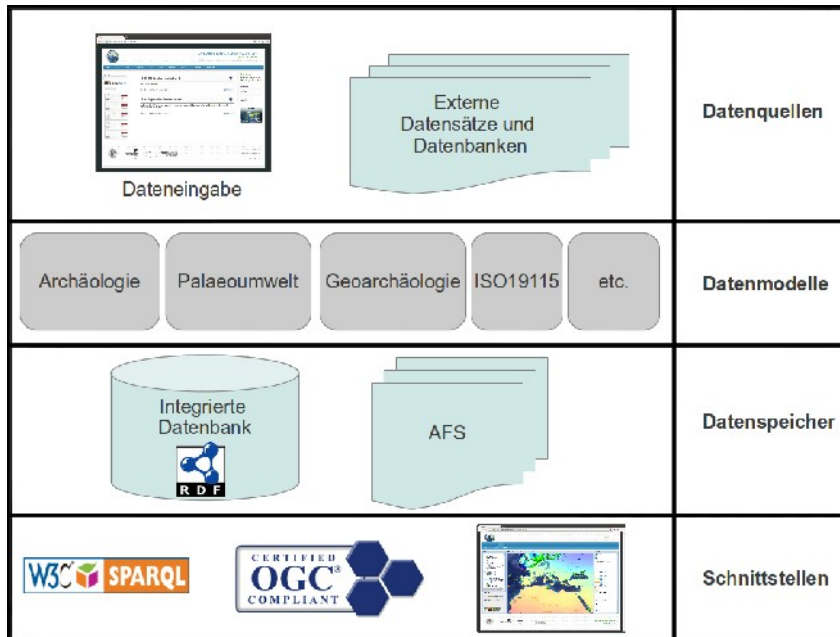 Dateneingabe
Externe
Datensätze und
Datenbanken
Datenquellen
Archäologie
Palaeoumwelt
Geoarchäologie
ISO19115
etc.
Datenmodelle
Integrierte
Datenbank
RDF
AFS
Datenspeicher
W3C SPARQL
CERTIFIED
OGC®
COMPLIANT
Schnittstellen